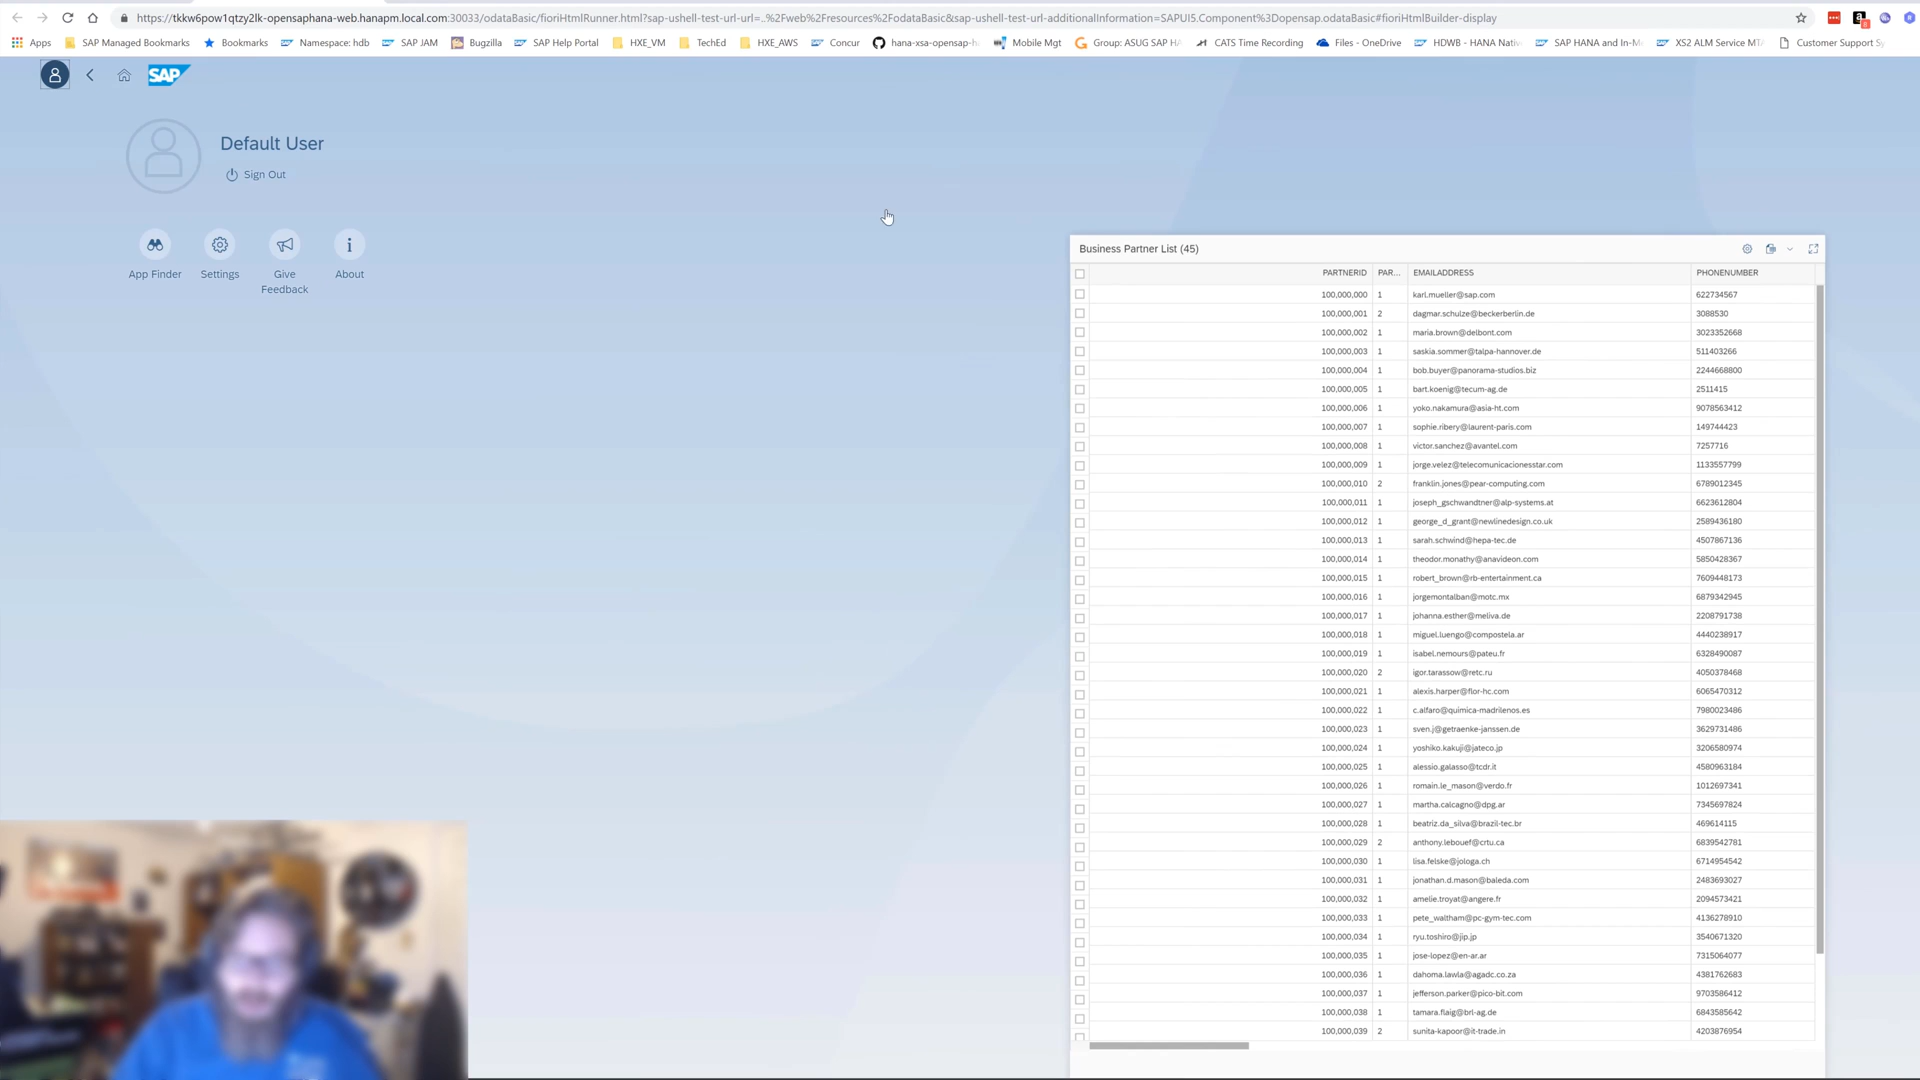 https://tkkw6pow1qtzy2lk-opensaphana-web.hanapm.local.com:30033/odataBasic/fioriHtmlRunner.html?sap-ushell-test-url-url=..%2Fweb%2Fresources%2FodataBasic&sap-ushell-test-url-additionalInformation=SAPUI5.Component%3Dopensap.odataBasic#fioriHtmlBuilder-display
Apps SAP Managed Bookmarks Bookmarks Namespace: hdb SAP JAM Bugzilla SAP Help Portal HXE_VM TechEd HXE_AWS Concur hana-xsa-opensap-h Mobile Mgt Group: ASUG SAP HA CATS Time Recording Files - OneDrive HDWB - HANA Nativ SAP HANA and In-M XS2 ALM Service MTA Customer Support Sy
SAP
Default User
Sign Out
App Finder Settings Give Feedback About
Business Partner List (45)
PARTNERID PAR... EMAILADDRESS PHONENUMBER
100,000,000 1 karl.mueller@sap.com 622734567
100,000,001 2 dagmar.schulze@beckerberlin.de 3088530
100,000,002 1 maria.brown@delbont.com 3023352668
100,000,003 1 saskia.sommer@talpa-hannover.de 511403266
100,000,004 1 bob.buyer@panorama-studios.biz 2244668800
100,000,005 1 bart.koenig@tecum-ag.de 2511415
100,000,006 1 yoko.nakamura@asia-ht.com 9078563412
100,000,007 1 sophie.ribery@laurent-paris.com 149744423
100,000,008 1 victor.sanchez@avantel.com 7257716
100,000,009 1 jorge.velez@telecomunicacionesstar.com 1133557799
100,000,010 2 franklin.jones@pear-computing.com 6789012345
100,000,011 1 joseph_gschwandtner@alp-systems.at 6623612804
100,000,012 1 george_d_grant@newlinedesign.co.uk 2589436180
100,000,013 1 sarah.schwind@hepa-tec.de 4507867136
100,000,014 1 theodor.monathy@anavideon.com 5850428367
100,000,015 1 robert_brown@rb-entertainment.ca 7609448173
100,000,016 1 jorgemontalban@motc.mx 6879342945
100,000,017 1 johanna.esther@meliva.de 2208791738
100,000,018 1 miguel.luengo@compostela.ar 4440238917
100,000,019 1 isabel.nemours@pateu.fr 6328490087
100,000,020 2 igor.tarassow@retc.ru 4050378468
100,000,021 1 alexis.harper@flor-hc.com 6065470312
100,000,022 1 c.alfaro@quimica-madrilenos.es 7980023486
100,000,023 1 sven.j@getraenke-janssen.de 3629731486
100,000,024 1 yoshiko.kakuji@jateco.jp 3206580974
100,000,025 1 alessio.galasso@tcdr.it 4580963184
100,000,026 1 romain.le_mason@verdo.fr 1012697341
100,000,027 1 martha.calcagno@dpg.ar 7345697824
100,000,028 1 beatriz.da_silva@brazil-tec.br 469614115
100,000,029 2 anthony.lebouef@crtu.ca 6839542781
100,000,030 1 lisa.felske@jologa.ch 6714954542
100,000,031 1 jonathan.d.mason@baleda.com 2483693027
100,000,032 1 amelie.troyat@angere.fr 2094573421
100,000,033 1 pete_waltham@pc-gym-tec.com 4136278910
100,000,034 1 ryu.toshiro@jip.jp 3540671320
100,000,035 1 jose-lopez@en-ar.ar 7315064077
100,000,036 1 dahoma.lawla@agadc.co.za 4381762683
100,000,037 1 jefferson.parker@pico-bit.com 9703586412
100,000,038 1 tamara.flaig@brl-ag.de 6843585642
100,000,039 2 sunita-kapoor@it-trade.in 4203876954